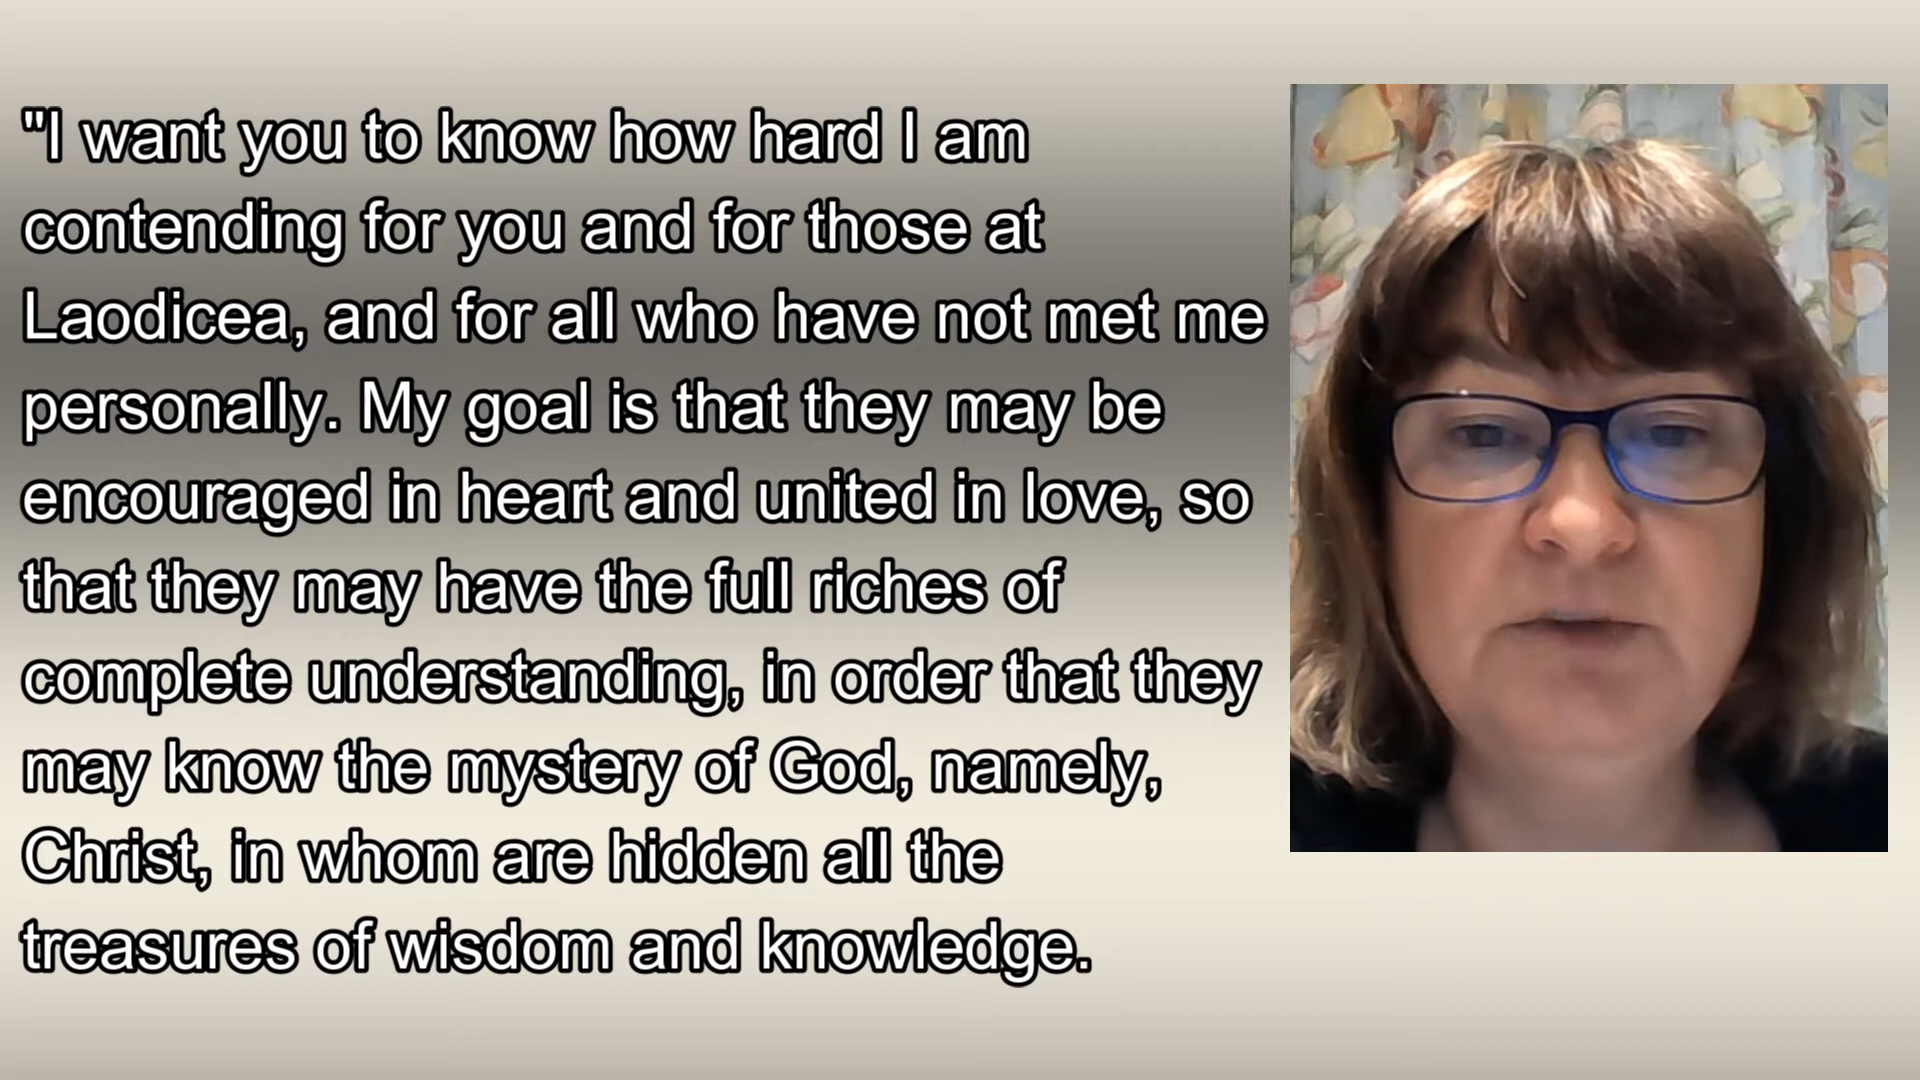 "I want you to know how hard I am
contending for you and for those at
Laodicea, and for all who have not met me
personally. My goal is that they may be
encouraged in heart and united in love, so
that they may have the full riches of
complete understanding, in order that they
may know the mystery of God, namely,
Christ, in whom are hidden all the
treasures of wisdom and knowledge.